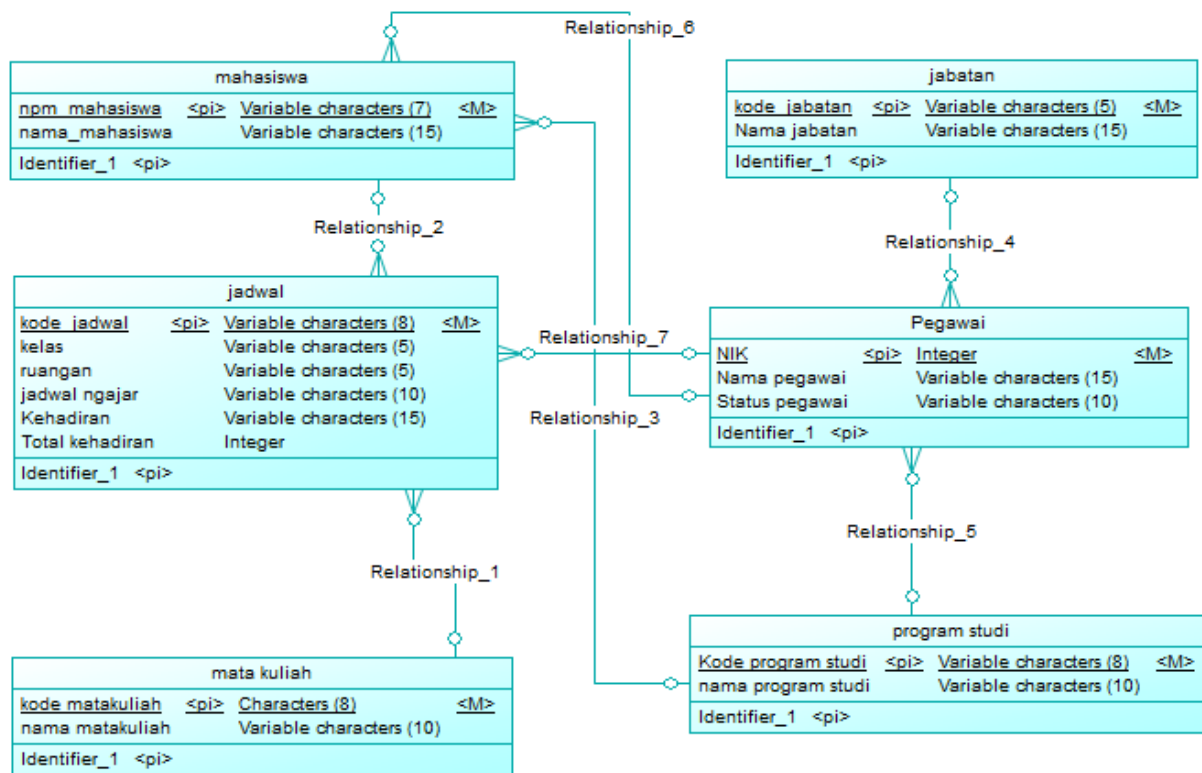 Relationship_6
mahasiswa
npm_mahasiswa <pi> Variable characters (7) <M>
nama_mahasiswa Variable characters (15)
Identifier_1 <pi>
jabatan
kode_jabatan <pi> Variable characters (5) <M>
Nama jabatan Variable characters (15)
Identifier_1 <pi>
Relationship_2
Relationship_4
jadwal
kode_jadwal <pi> Variable characters (8) <M>
kelas Variable characters (5)
ruangan Variable characters (5)
jadwal ngajar Variable characters (10)
Kehadiran Variable characters (15)
Total kehadiran Integer
Identifier_1 <pi>
Relationship_7
Pegawai
NIK <pi> Integer <M>
Nama pegawai Variable characters (15)
Status pegawai Variable characters (10)
Identifier_1 <pi>
Relationship_3
Relationship_5
Relationship_1
mata kuliah
kode matakuliah <pi> Characters (8) <M>
nama matakuliah Variable characters (10)
Identifier_1 <pi>
program studi
Kode program studi <pi> Variable characters (8) <M>
nama program studi Variable characters (10)
Identifier_1 <pi>